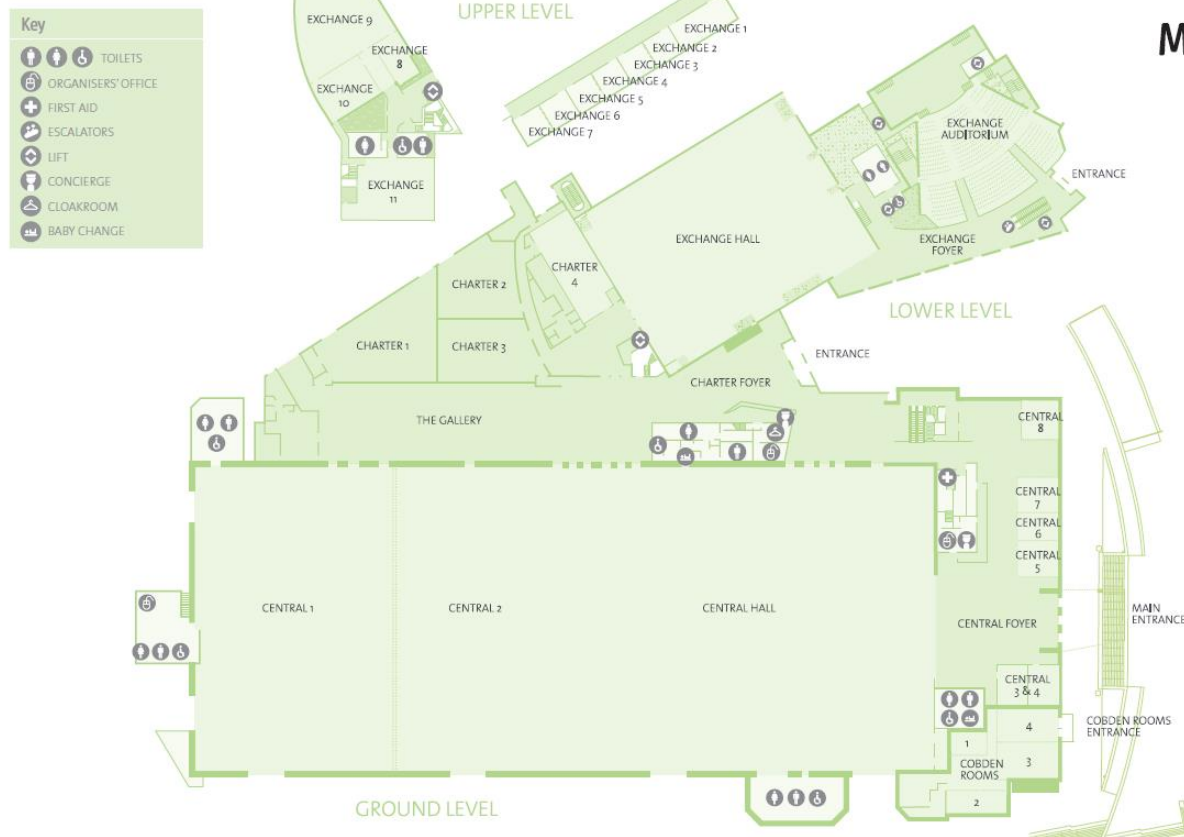 Key
TOILETS
ORGANISERS' OFFICE
FIRST AID
ESCALATORS
LIFT
CONCIERGE
CLOAKROOM
BABY CHANGE
UPPER LEVEL
EXCHANGE 9
EXCHANGE
8
EXCHANGE
10
EXCHANGE
11
EXCHANGE 1
EXCHANGE 2
EXCHANGE 3
EXCHANGE 4
EXCHANGE 5
EXCHANGE 6
EXCHANGE 7
M
EXCHANGE
AUDITORIUM
ENTRANCE
EXCHANGE HALL
EXCHANGE
FOYER
LOWER LEVEL
CHARTER
4
CHARTER 2
CHARTER 1
CHARTER 3
ENTRANCE
CHARTER FOYER
THE GALLERY
CENTRAL
8
CENTRAL
7
CENTRAL
6
CENTRAL
5
CENTRAL 1
CENTRAL 2
CENTRAL HALL
CENTRAL FOYER
MAIN
ENTRANCE
CENTRAL
3 & 4
COBDEN ROOMS
ENTRANCE
4
1
COBDEN
ROOMS
3
2
GROUND LEVEL